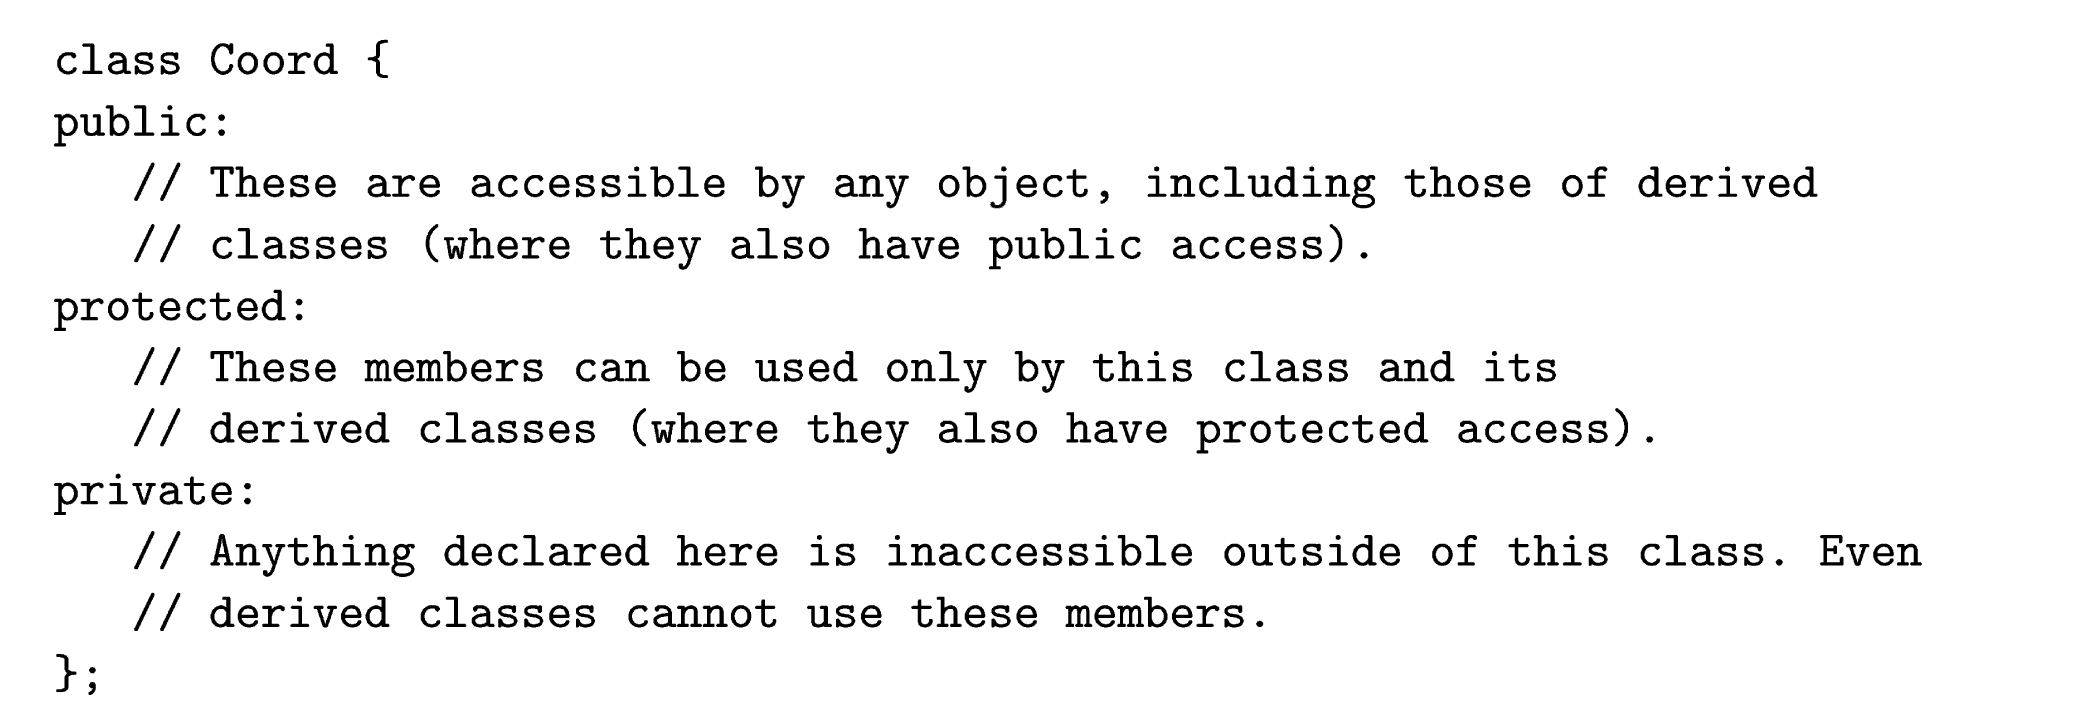 class Coord {
public:
   // These are accessible by any object, including those of derived
   // classes (where they also have public access).
protected:
   // These members can be used only by this class and its
   // derived classes (where they also have protected access).
private:
   // Anything declared here is inaccessible outside of this class. Even
   // derived classes cannot use these members.
};